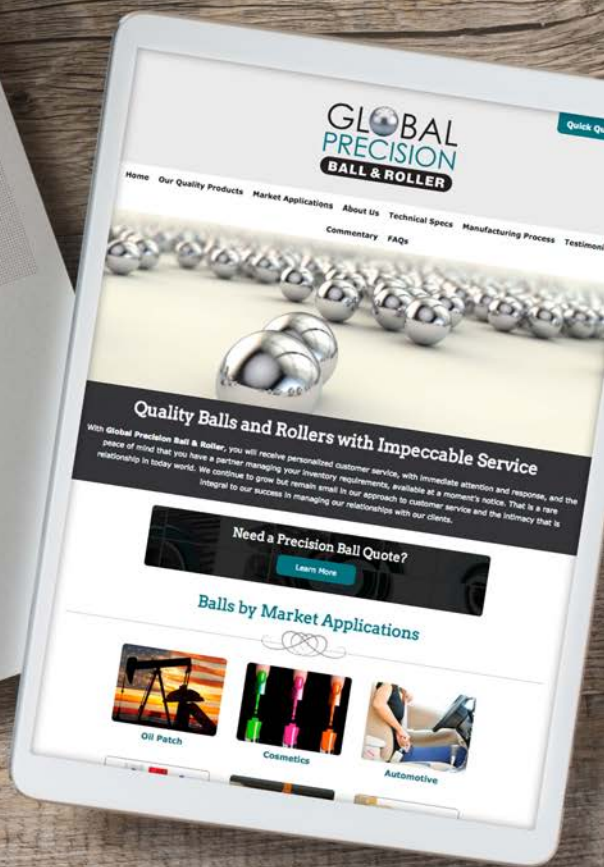 GLOBAL
PRECISION
BALL & ROLLER
Quick
Home Our Quality Products Market Applications About Us Technical Specs Manufacturing Process
Commentary FAQs
Quality Balls and Rollers with Impeccable Service
With Global Precision Ball & Roller, you will receive personalized customer service, with immediate attention and response, and the
peace of mind that you have a partner managing your inventory requirements, available at a moment's notice. That is a rare
relationship in today world. We continue to grow but remain small in our approach to customer service and the intimacy that is
integral to our success in managing our relationships with our clients.
Need a Precision Ball Quote?
Learn More
Balls by Market Applications
Oil Patch
Cosmetics
Automotive